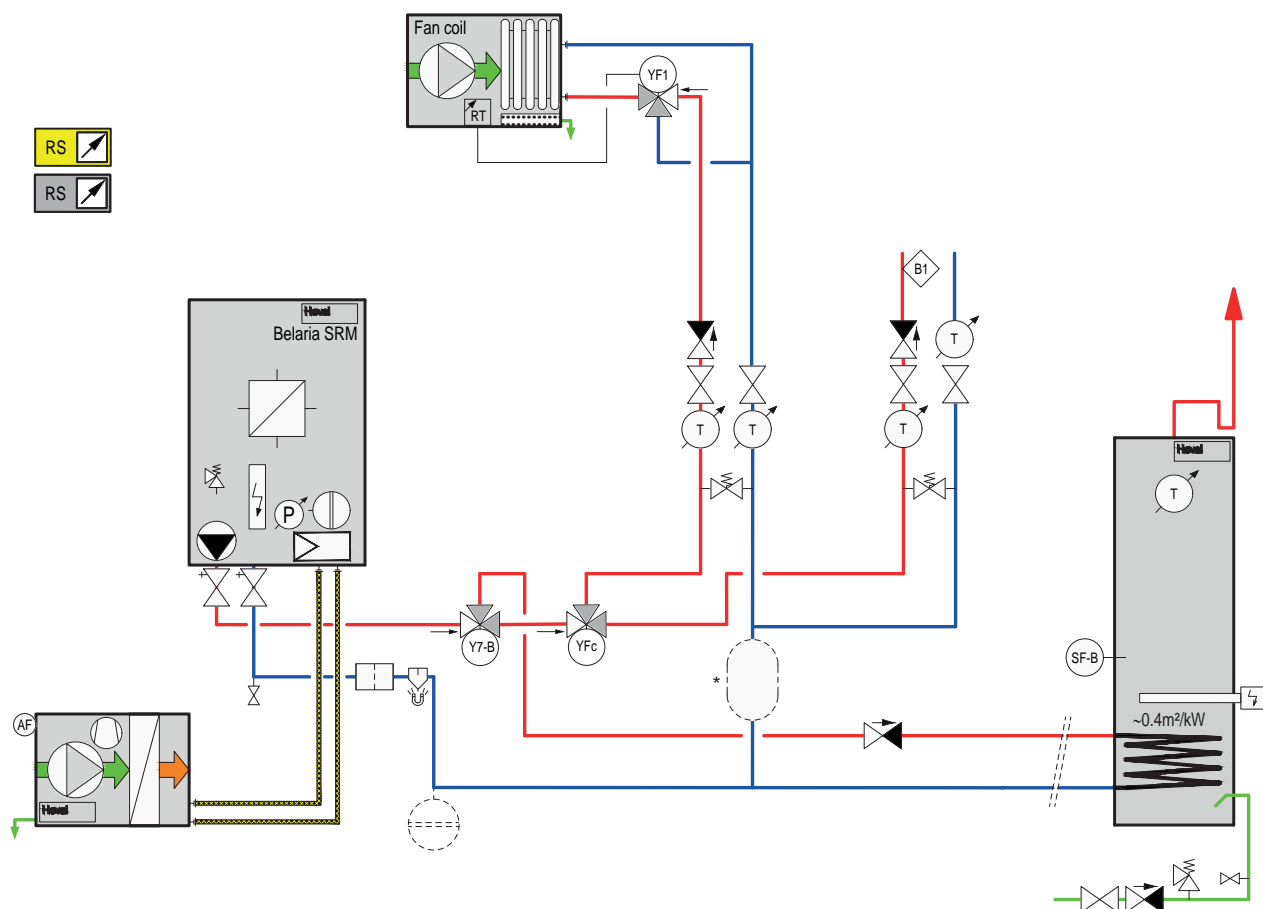 Fan coil
YF1
RT
RS
RS
B1
Hoval
Belaria SRM
T
T
T
T
Hoval
T
P
Y7-B
YFc
SF-B
*
~0.4m²/kW
AF
Hoval